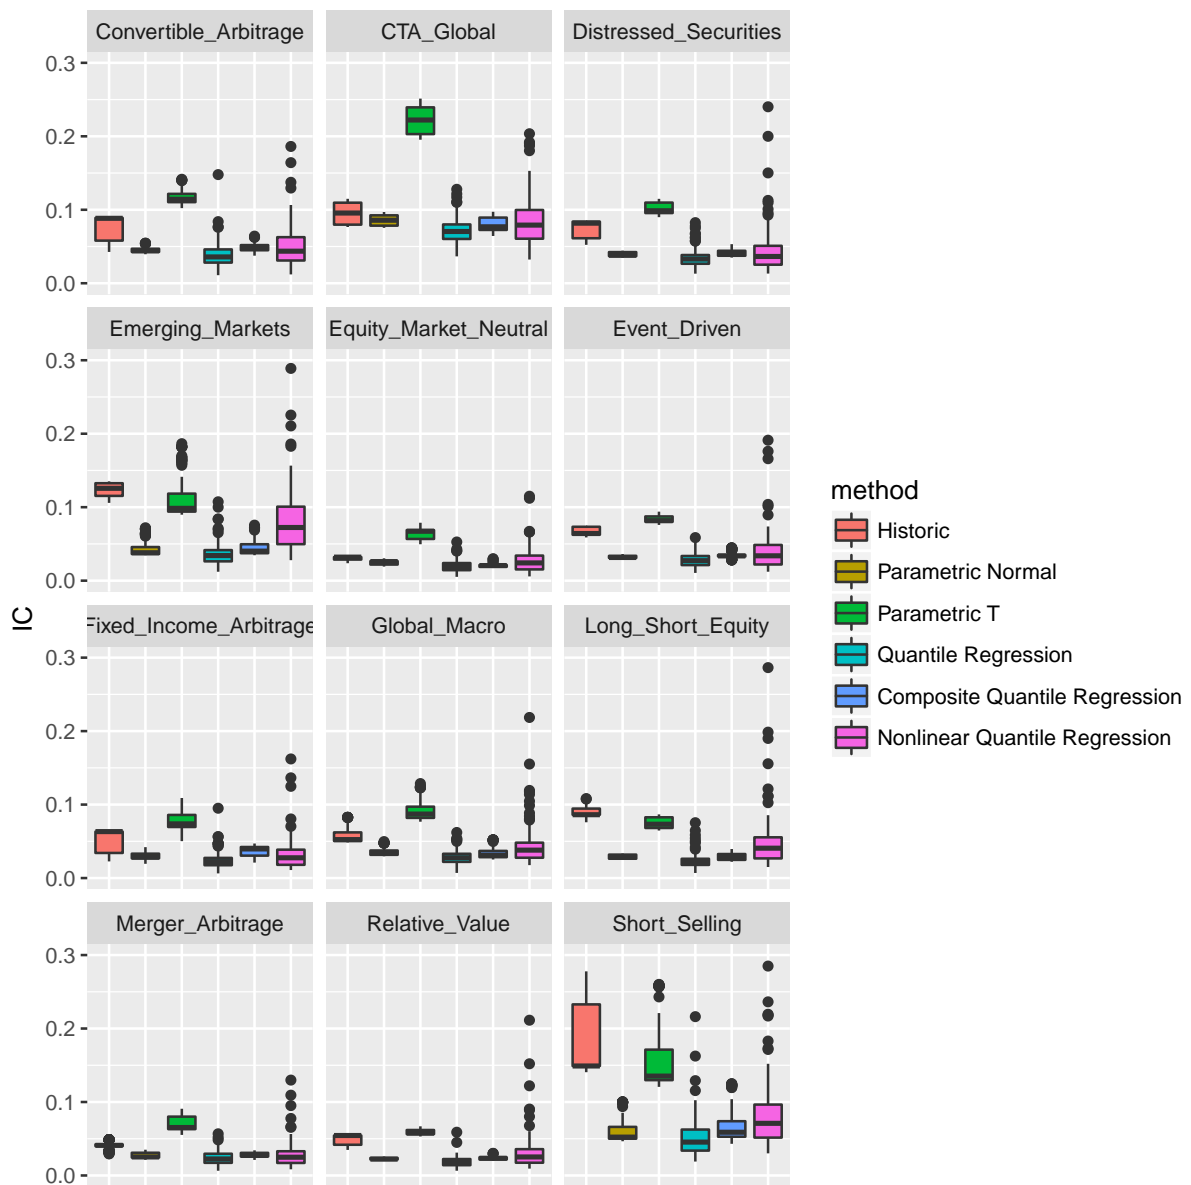 Convertible_Arbitrage
CTA_Global
Distressed_Securities
0.3
0.2
0.1
0.0
Emerging_Markets
Equity_Market_Neutral
Event_Driven
0.3
0.2
0.1
0.0
Fixed_Income_Arbitrage
Global_Macro
Long_Short_Equity
0.3
0.2
0.1
0.0
Merger_Arbitrage
Relative_Value
Short_Selling
0.3
0.2
0.1
0.0
IC
method
Historic
Parametric Normal
Parametric T
Quantile Regression
Composite Quantile Regression
Nonlinear Quantile Regression